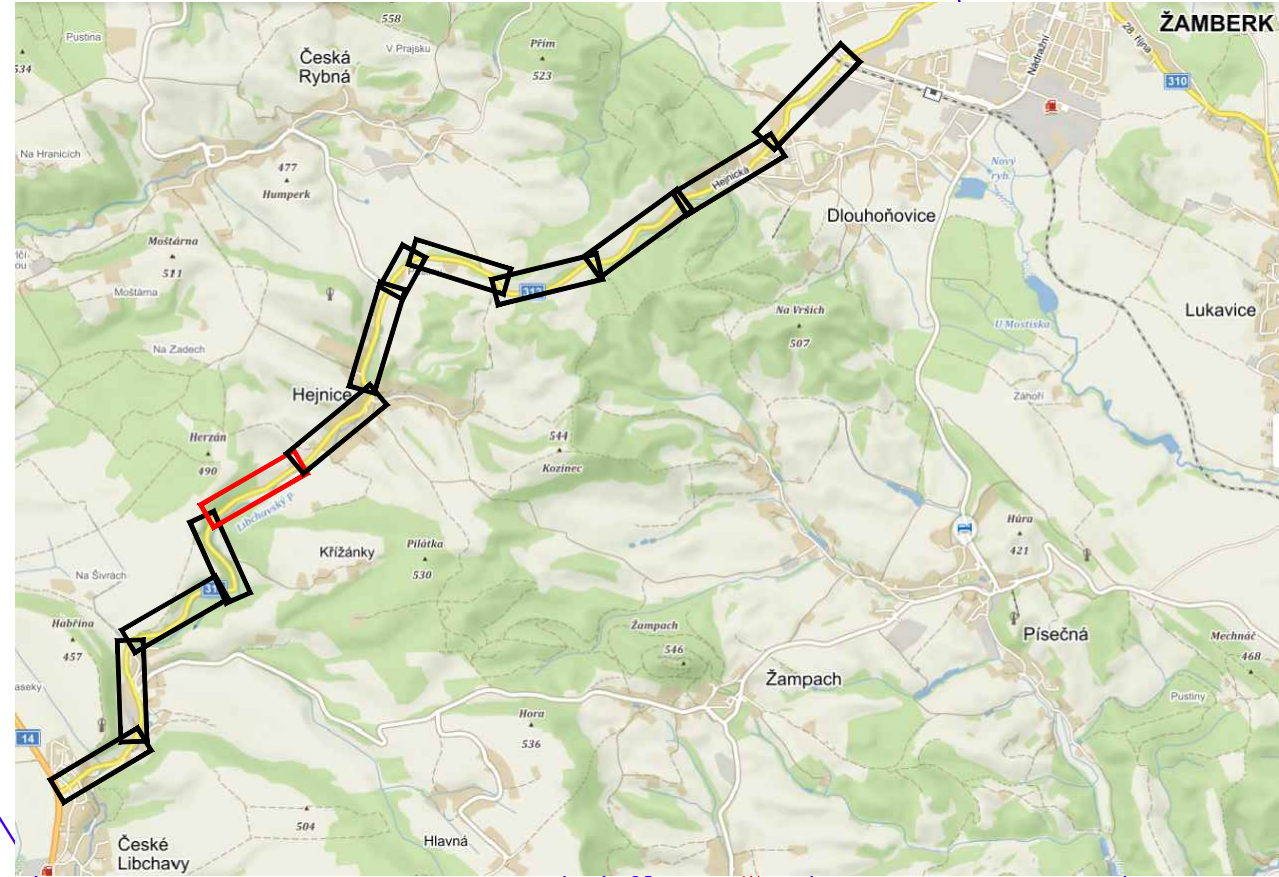 ŽAMBERK
558
Pustina
V Prajsku
Přím
28. října
Nádražní
Česká
Rybná
534
523
310
Na Hranicích
477
Humperk
Nový
ryb.
Hejnická
Dlouhoňovice
Moštárna
511
Moštárna
312
U Mostiska
Na Vrších
507
Lukavice
Na Zadech
Hejnice
Záhoří
Herzán
490
544
Kozinec
Libchavský p.
Húra
421
Křížánky
Pilátka
530
Na Šivrách
Habřina
457
Žampach
546
Písečná
Mechnáč
468
Žampach
aseky
Pustiny
Hora
536
14
504
Hlavná
České
Libchavy